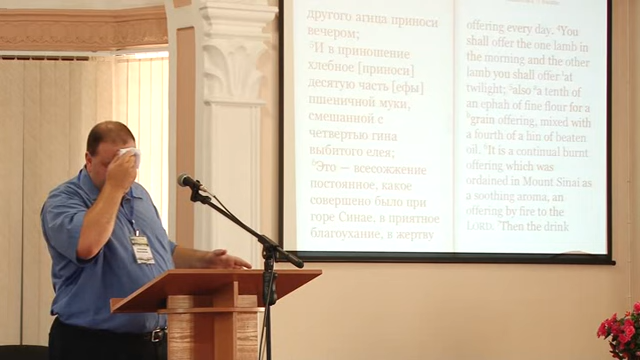 другого агнца приноси
вечером;
⁵И в приношение
хлебное [приноси]
десятую часть [ефы]
пшеничной муки,
смешанной с
четвертью гина
выбитого елея;
⁶Это — всесожжение
постоянное, какое
совершено было при
горе Синае, в приятное
благоухание, в жертву
offering every day. ⁴You
shall offer the one lamb in
the morning and the other
lamb you shall offer at
twilight; ⁵also a tenth of
an ephah of fine flour for a
grain offering, mixed with
a fourth of a hin of beaten
oil. ⁶It is a continual burnt
offering which was
ordained in Mount Sinai as
a soothing aroma, an
offering by fire to the
LORD. ⁷Then the drink